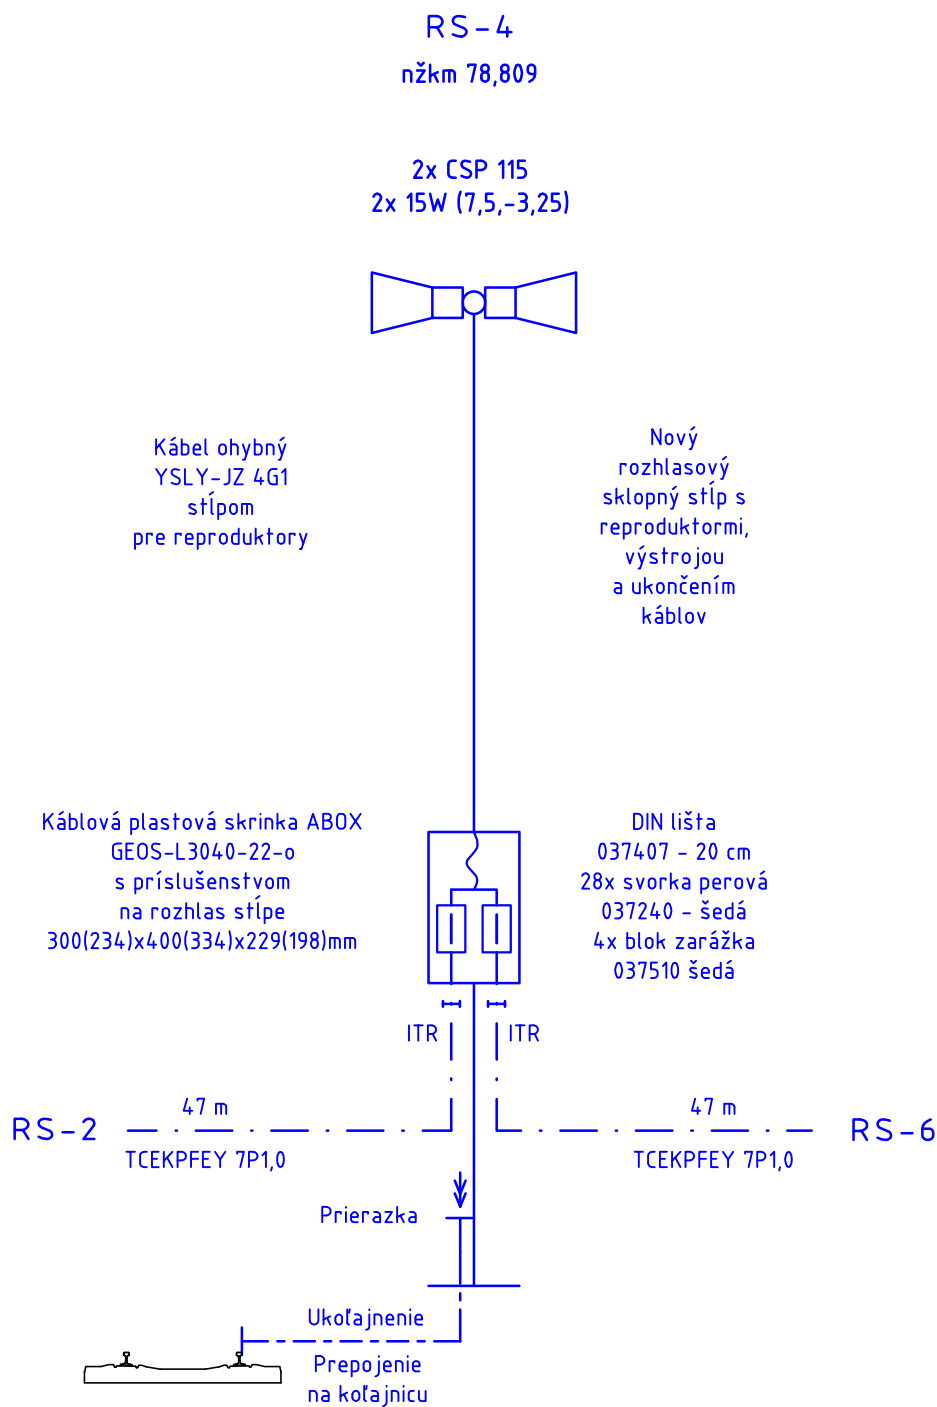 RS-4
nžkm 78,809
2x CSP 115
2x 15W (7,5,-3,25)
Kábel ohybný
YSLY-JZ 4G1
stĺpom
pre reproduktory
Nový
rozhlasový
sklopný stĺp s
reproduktormi,
výstrojou
a ukončením
káblov
Káblová plastová skrinka ABOX
GEOS-L3040-22-o
s príslušenstvom
na rozhlas stĺpe
300(234)x400(334)x229(198)mm
DIN lišta
037407 - 20 cm
28x svorka perová
037240 - šedá
4x blok zarážka
037510 šedá
ITR
ITR
RS-2
47 m
TCEKPFEY 7P1,0
47 m
TCEKPFEY 7P1,0
RS-6
Prierazka
Ukoľajnenie
Prepojenie
na koľajnicu